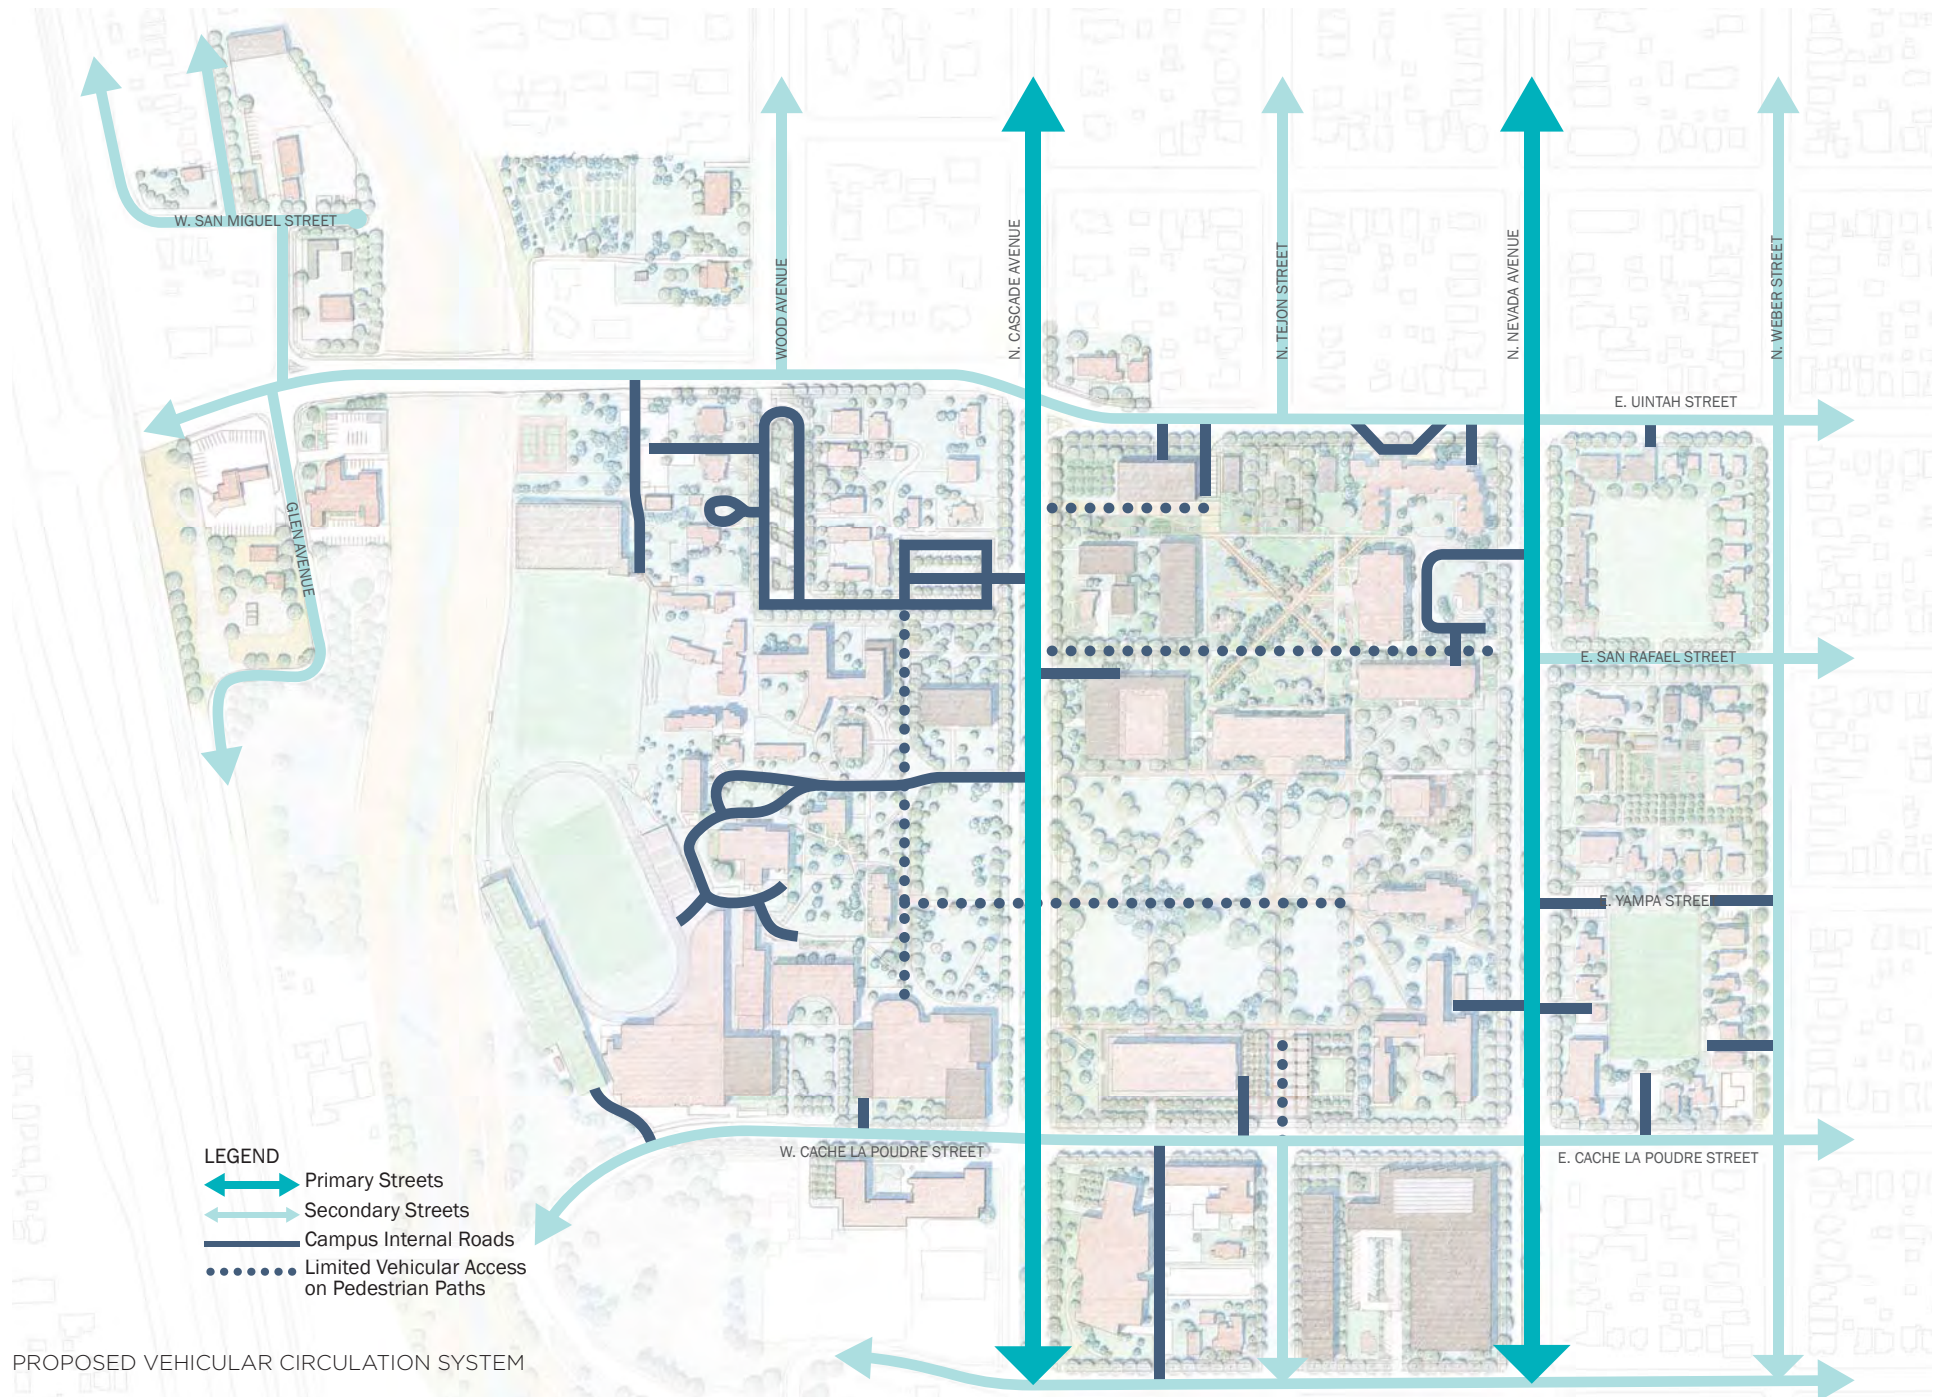 W. SAN MIGUEL STREET
WOOD AVENUE
N. CASCADE AVENUE
N. TEJON STREET
N. NEVADA AVENUE
N. WEBER STREET
E. UINTAH STREET
GLEN AVENUE
E. SAN RAFAEL STREET
E. YAMPA STREE
W. CACHE LA POUDRE STREET
E. CACHE LA POUDRE STREET
LEGEND
Primary Streets
Secondary Streets
Campus Internal Roads
Limited Vehicular Access
on Pedestrian Paths
PROPOSED VEHICULAR CIRCULATION SYSTEM